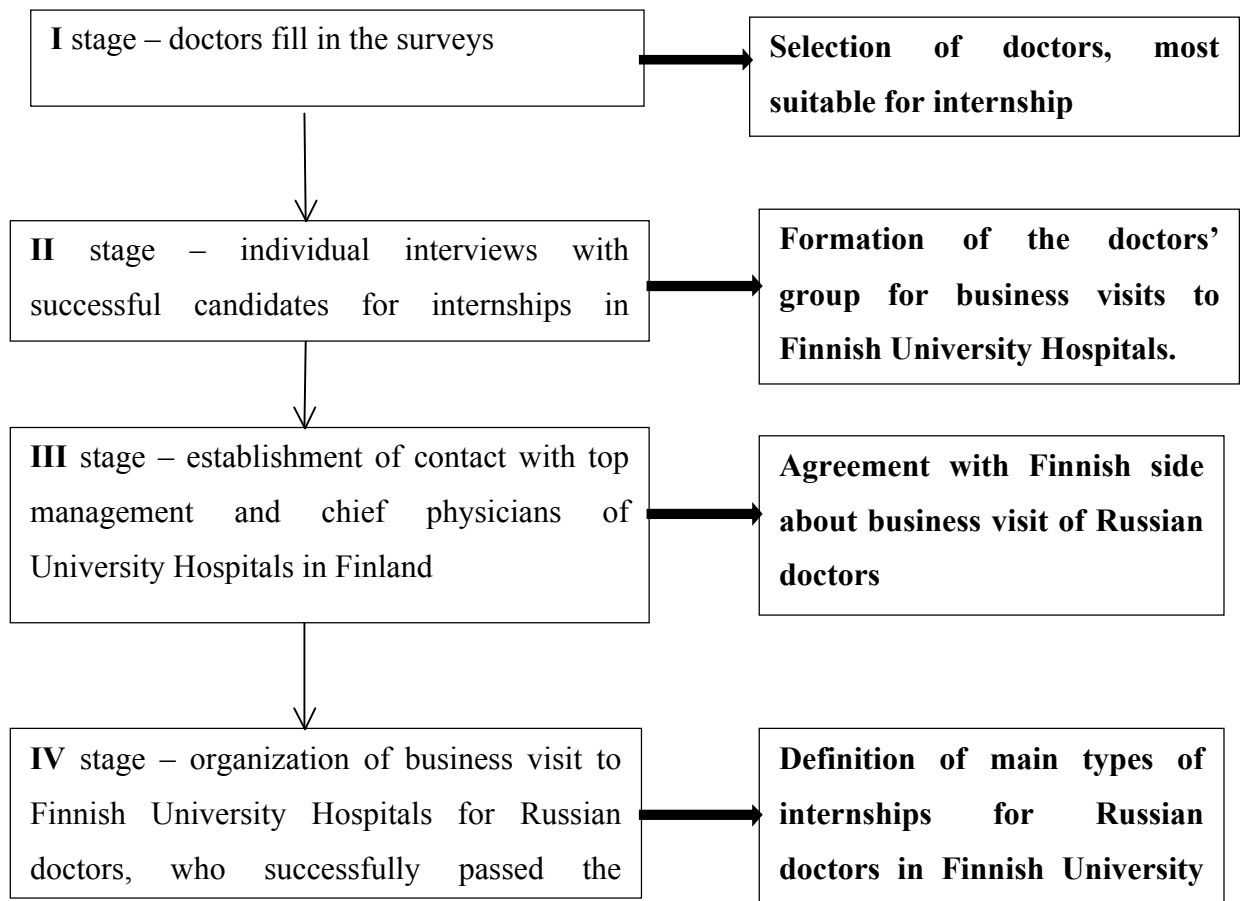 I stage – doctors fill in the surveys
Selection of doctors, most
suitable for internship
II stage – individual interviews with
successful candidates for internships in
Formation of the doctors’
group for business visits to
Finnish University Hospitals.
III stage – establishment of contact with top
management and chief physicians of
University Hospitals in Finland
Agreement with Finnish side
about business visit of Russian
doctors
IV stage – organization of business visit to
Finnish University Hospitals for Russian
doctors, who successfully passed the
Definition of main types of
internships for Russian
doctors in Finnish University